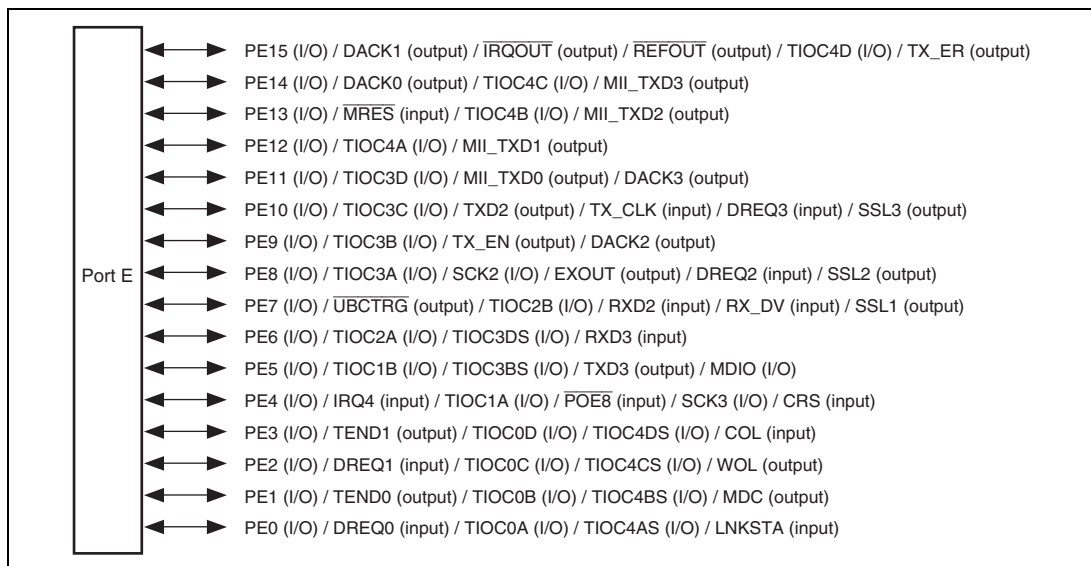 PE15 (I/O) / DACK1 (output) / I̅R̅Q̅O̅U̅T̅ (output) / R̅E̅F̅O̅U̅T̅ (output) / TIOC4D (I/O) / TX_ER (output)
PE14 (I/O) / DACK0 (output) / TIOC4C (I/O) / MII_TXD3 (output)
PE13 (I/O) / M̅R̅E̅S̅ (input) / TIOC4B (I/O) / MII_TXD2 (output)
PE12 (I/O) / TIOC4A (I/O) / MII_TXD1 (output)
PE11 (I/O) / TIOC3D (I/O) / MII_TXD0 (output) / DACK3 (output)
PE10 (I/O) / TIOC3C (I/O) / TXD2 (output) / TX_CLK (input) / DREQ3 (input) / SSL3 (output)
PE9 (I/O) / TIOC3B (I/O) / TX_EN (output) / DACK2 (output)
Port E
PE8 (I/O) / TIOC3A (I/O) / SCK2 (I/O) / EXOUT (output) / DREQ2 (input) / SSL2 (output)
PE7 (I/O) / U̅B̅C̅T̅R̅G̅ (output) / TIOC2B (I/O) / RXD2 (input) / RX_DV (input) / SSL1 (output)
PE6 (I/O) / TIOC2A (I/O) / TIOC3DS (I/O) / RXD3 (input)
PE5 (I/O) / TIOC1B (I/O) / TIOC3BS (I/O) / TXD3 (output) / MDIO (I/O)
PE4 (I/O) / IRQ4 (input) / TIOC1A (I/O) / P̅O̅E̅8̅ (input) / SCK3 (I/O) / CRS (input)
PE3 (I/O) / TEND1 (output) / TIOC0D (I/O) / TIOC4DS (I/O) / COL (input)
PE2 (I/O) / DREQ1 (input) / TIOC0C (I/O) / TIOC4CS (I/O) / WOL (output)
PE1 (I/O) / TEND0 (output) / TIOC0B (I/O) / TIOC4BS (I/O) / MDC (output)
PE0 (I/O) / DREQ0 (input) / TIOC0A (I/O) / TIOC4AS (I/O) / LNKSTA (input)